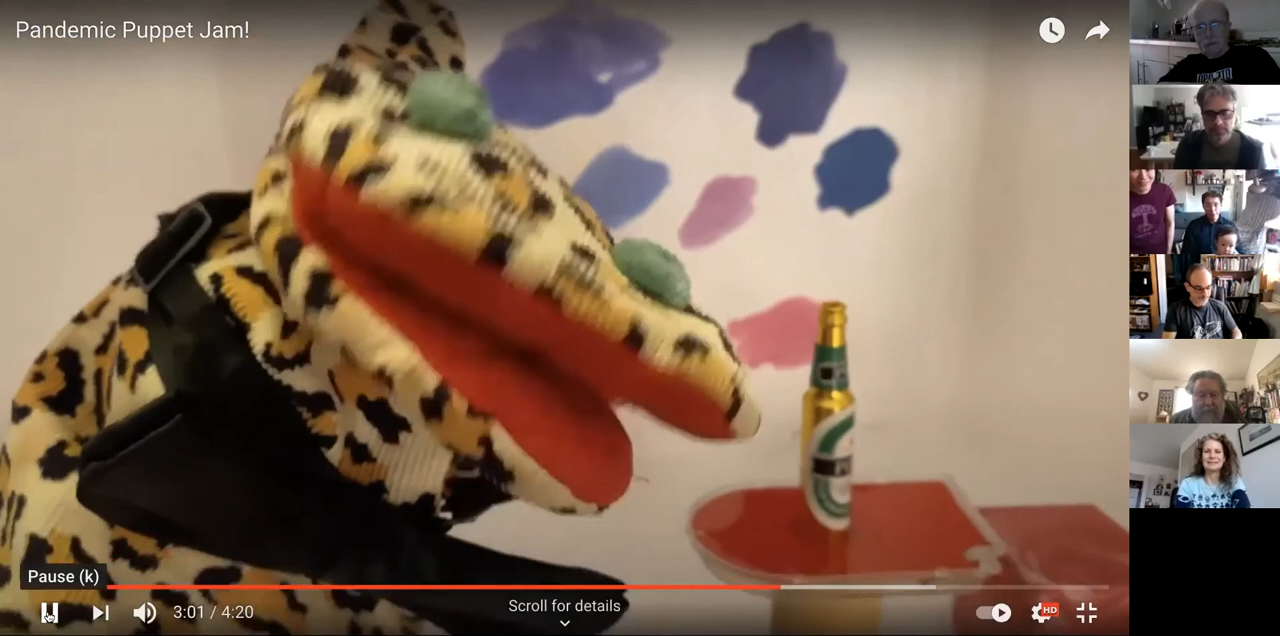 Pandemic Puppet Jam!
Pause (k)
3:01 / 4:20
Scroll for details
HD